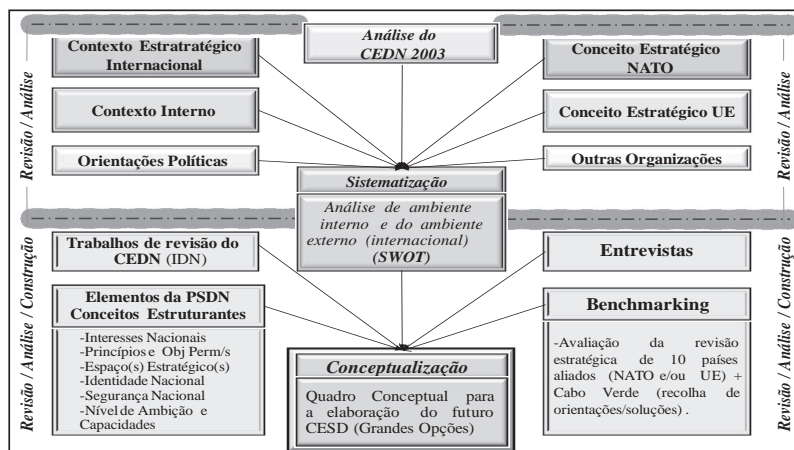 Análise do
CEDN 2003
Revisão / Análise
Contexto Estratratégico
Internacional
Contexto Interno
Orientações Políticas
Conceito Estratégico
NATO
Conceito Estratégico UE
Outras Organizações
Revisão / Análise
Sistematização
Análise de ambiente
interno e do ambiente
externo (internacional)
(SWOT)
Revisão / Análise / Construção
Trabalhos de revisão do
CEDN (IDN)
Elementos da PSDN
Conceitos Estruturantes
-Interesses Nacionais
-Princípios e Obj Perm/s
-Espaço(s) Estratégico(s)
-Identidade Nacional
-Segurança Nacional
-Nível de Ambição e
Capacidades
Entrevistas
Benchmarking
-Avaliação da revisão
estratégica de 10 países
aliados (NATO e/ou UE) +
Cabo Verde (recolha de
orientações/soluções) .
Revisão / Análise / Construção
Conceptualização
Quadro Conceptual para
a elaboração do futuro
CESD (Grandes Opções)